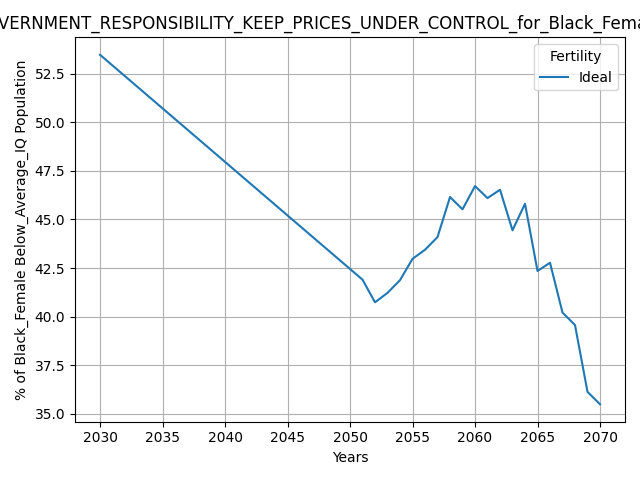 VERNMENT_RESPONSIBILITY_KEEP_PRICES_UNDER_CONTROL_for_Black_Fema
Fertility
Ideal
% of Black_Female Below_Average_IQ Population
52.5
50.0
47.5
45.0
42.5
40.0
37.5
35.0
2030 2035 2040 2045 2050 2055 2060 2065 2070
Years